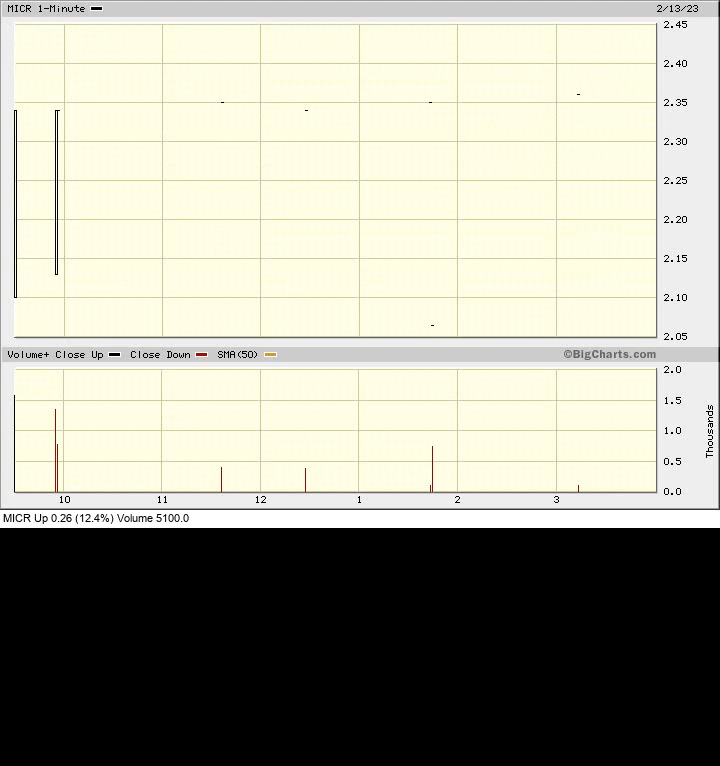 MICR 1-Minute 2/13/23
2.45
2.40
2.35
2.30
2.25
2.20
2.15
2.10
2.05
Volume+ Close Up Close Down SMA(50) ©BigCharts.com
2.0
1.5
1.0
0.5
0.0
Thousands
10 11 12 1 2 3
MICR Up 0.26 (12.4%) Volume 5100.0